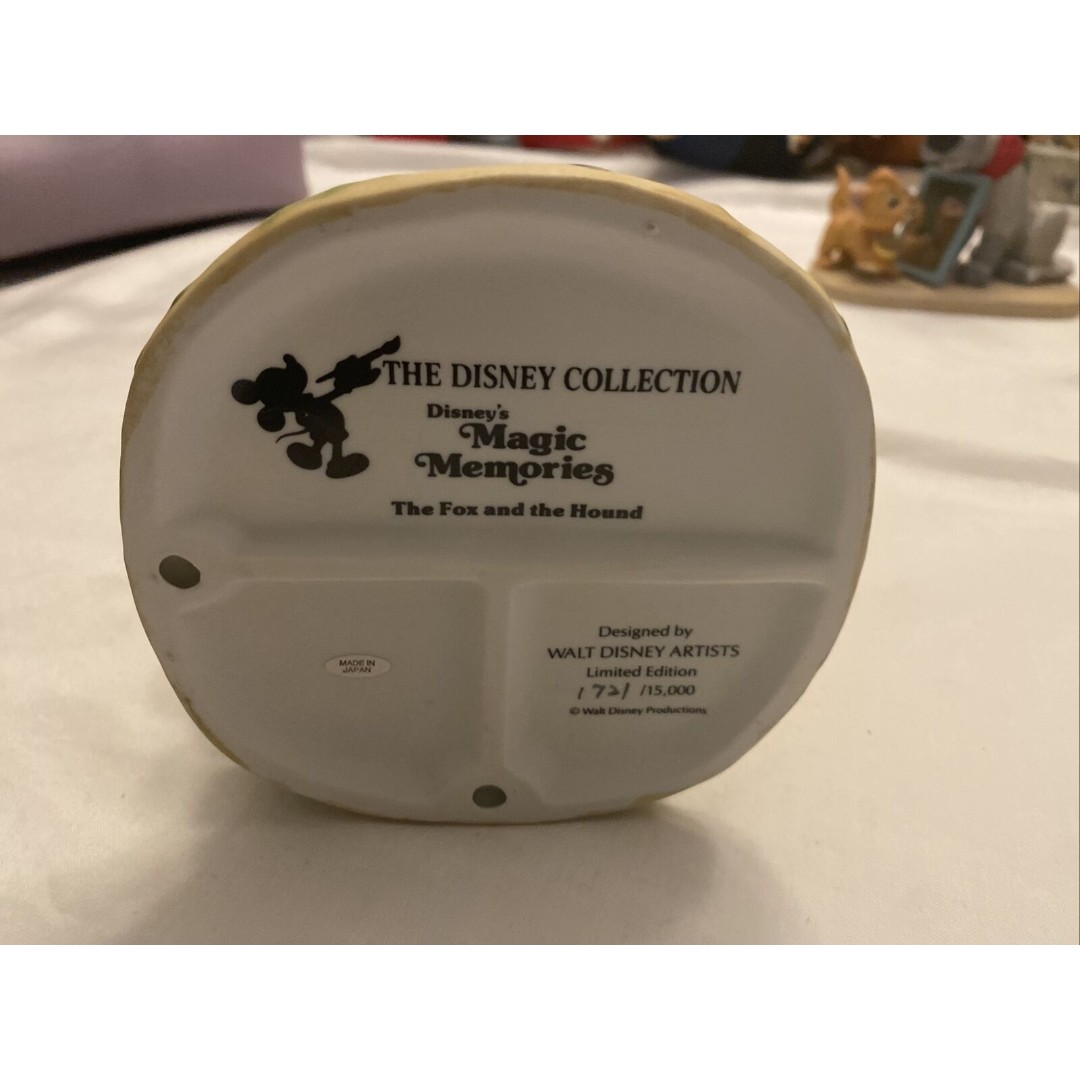 THE DISNEY COLLECTION
Disney's
Magic
Memories
The Fox and the Hound
MADE IN
JAPAN
Designed by
WALT DISNEY ARTISTS
Limited Edition
1721 /15,000
© Walt Disney Productions